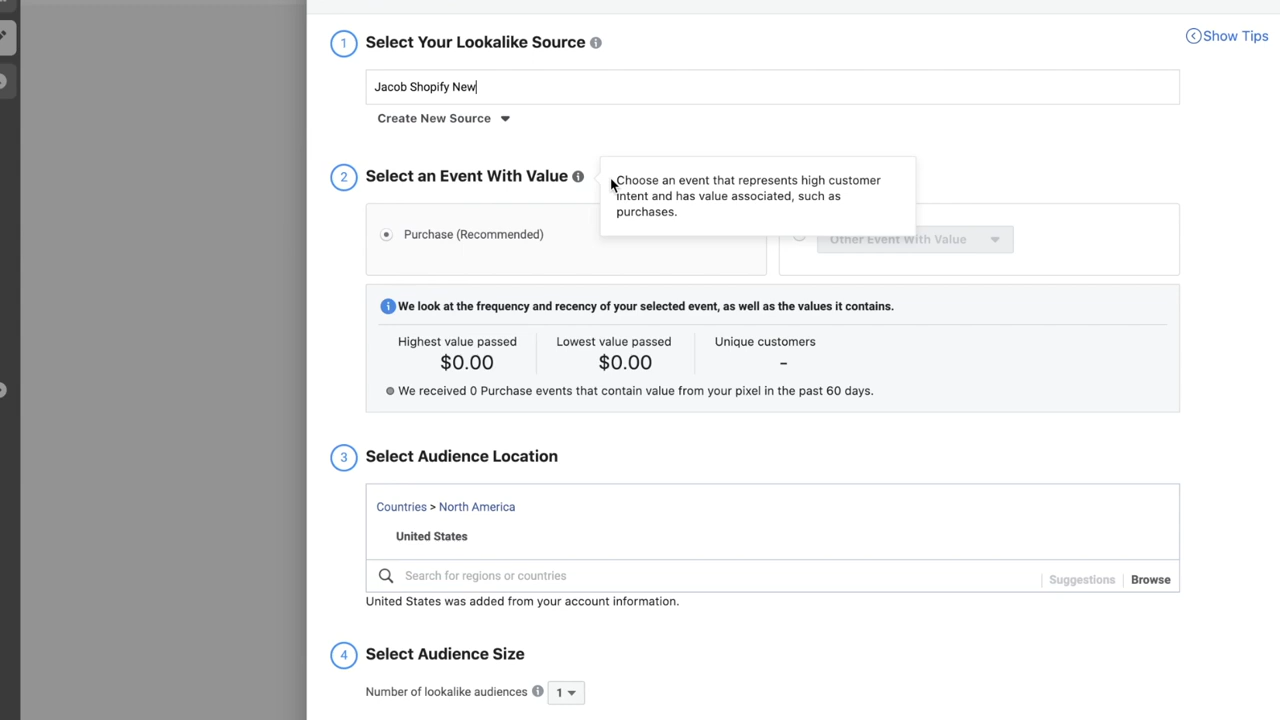 1 Select Your Lookalike Source
Show Tips
Jacob Shopify New
Create New Source
2 Select an Event With Value
Choose an event that represents high customer
intent and has value associated, such as
purchases.
Purchase (Recommended)
Other Event With Value
We look at the frequency and recency of your selected event, as well as the values it contains.
Highest value passed Lowest value passed Unique customers
$0.00 $0.00 -
We received 0 Purchase events that contain value from your pixel in the past 60 days.
3 Select Audience Location
Countries > North America
United States
Search for regions or countries Suggestions Browse
United States was added from your account information.
4 Select Audience Size
Number of lookalike audiences 1